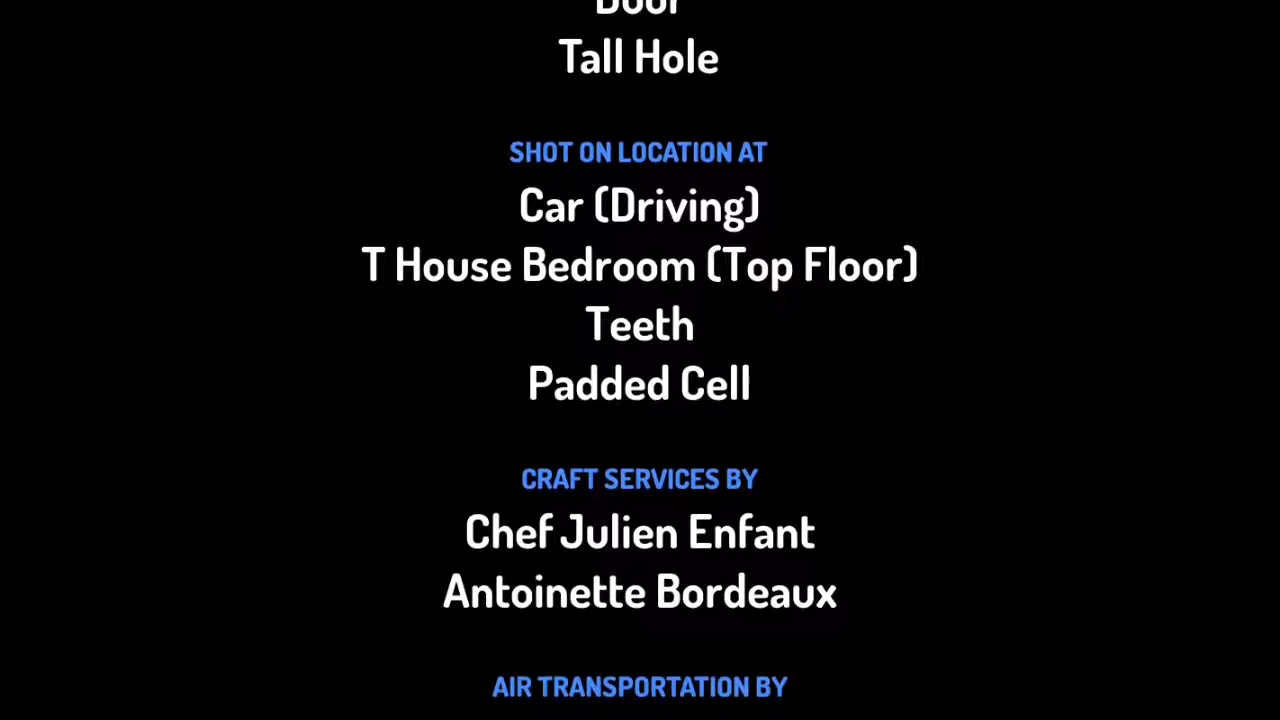 Door
Tall Hole
SHOT ON LOCATION AT
Car (Driving)
T House Bedroom (Top Floor)
Teeth
Padded Cell
CRAFT SERVICES BY
Chef Julien Enfant
Antoinette Bordeaux
AIR TRANSPORTATION BY